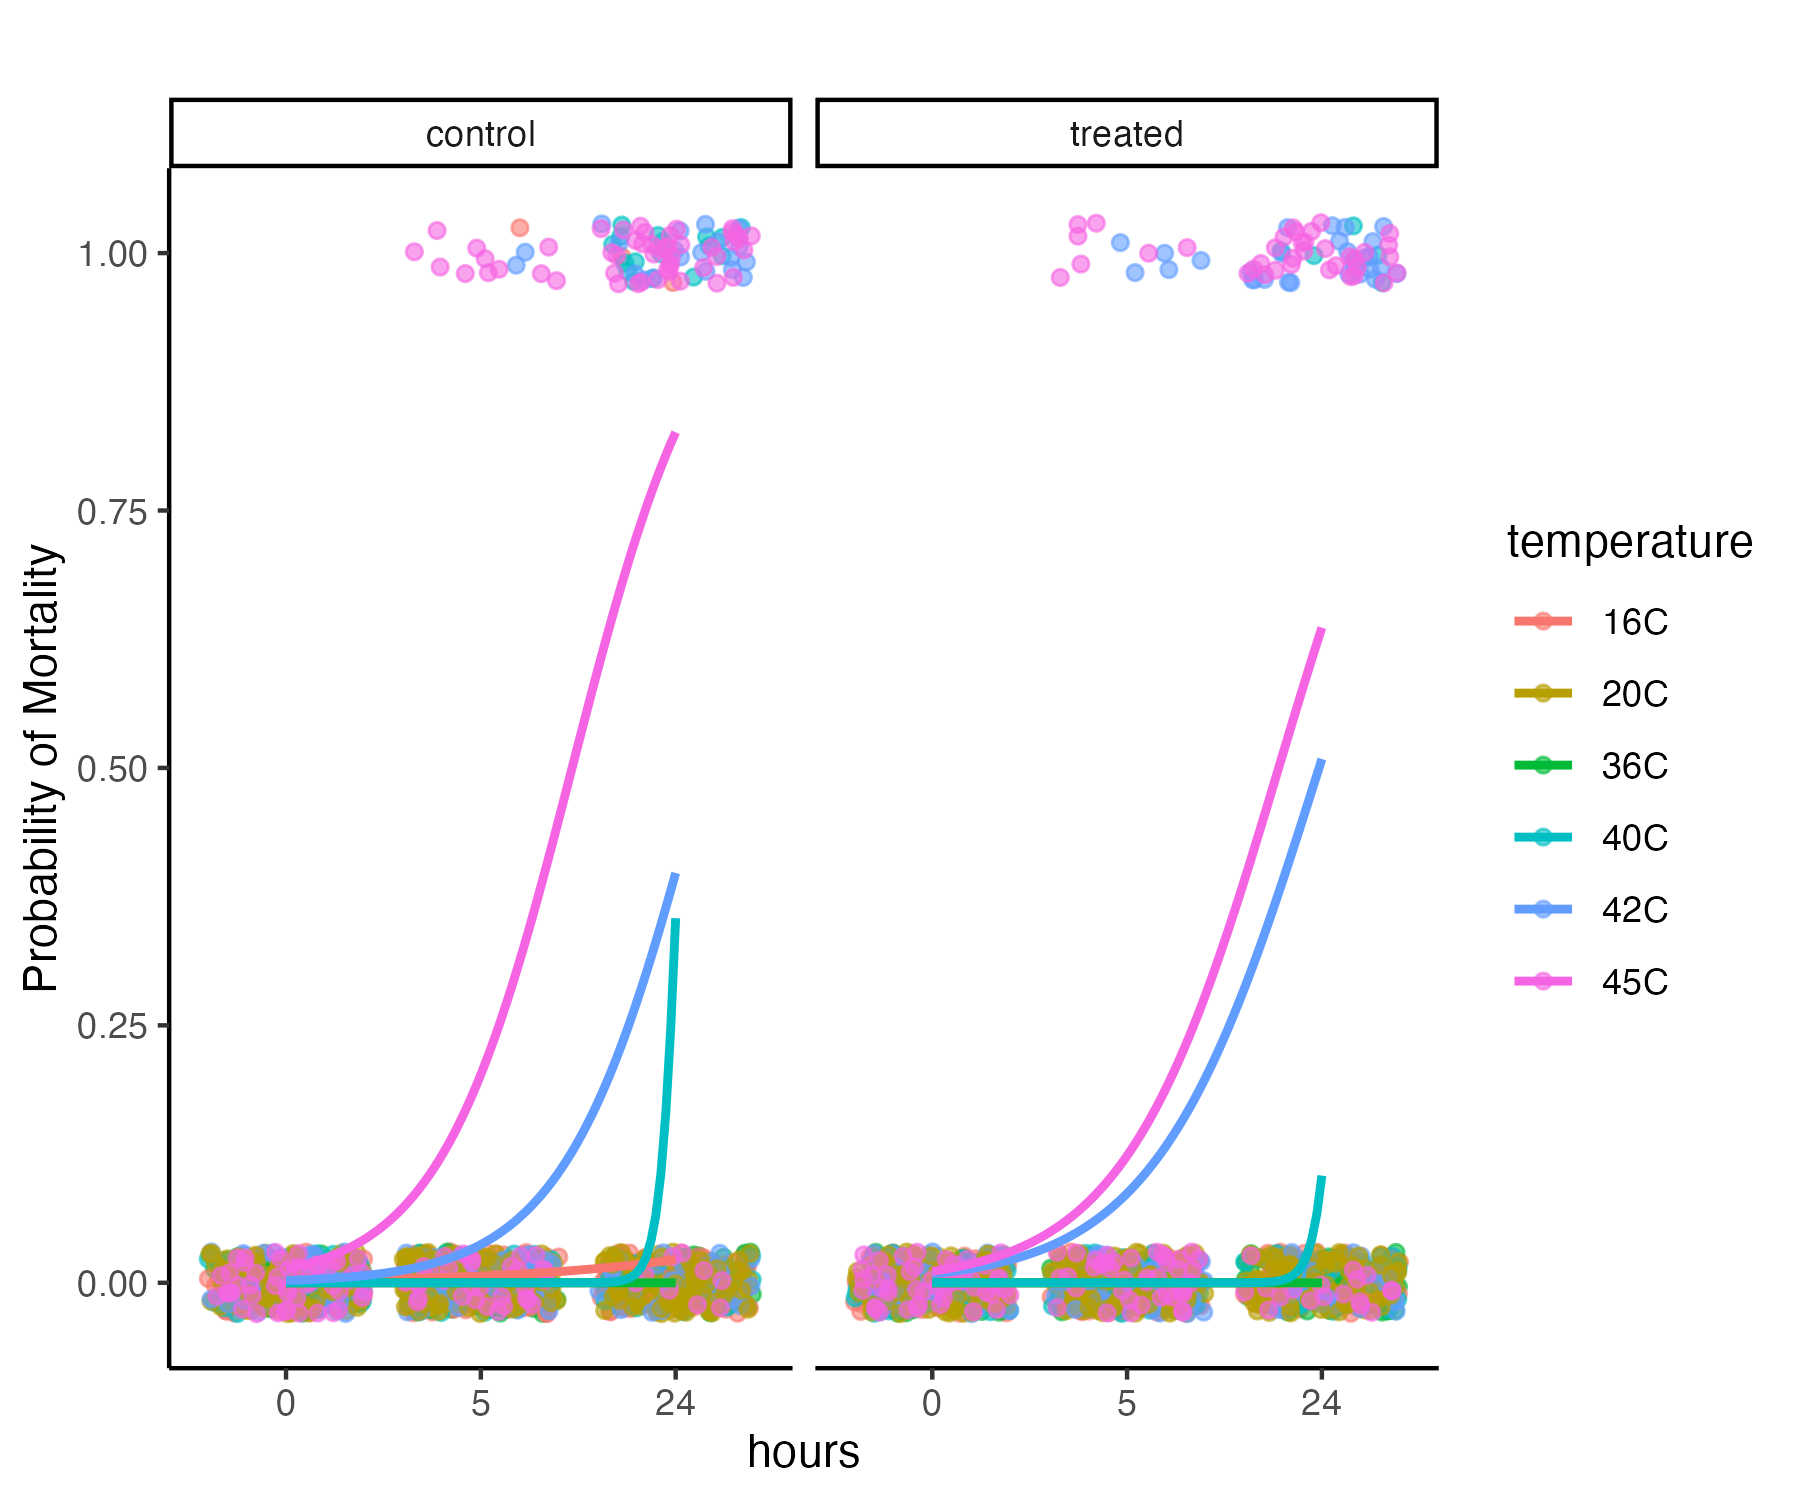 control
treated
1.00
0.75
0.50
0.25
0.00
Probability of Mortality
0 5 24
0 5 24
hours
temperature
16C
20C
36C
40C
42C
45C